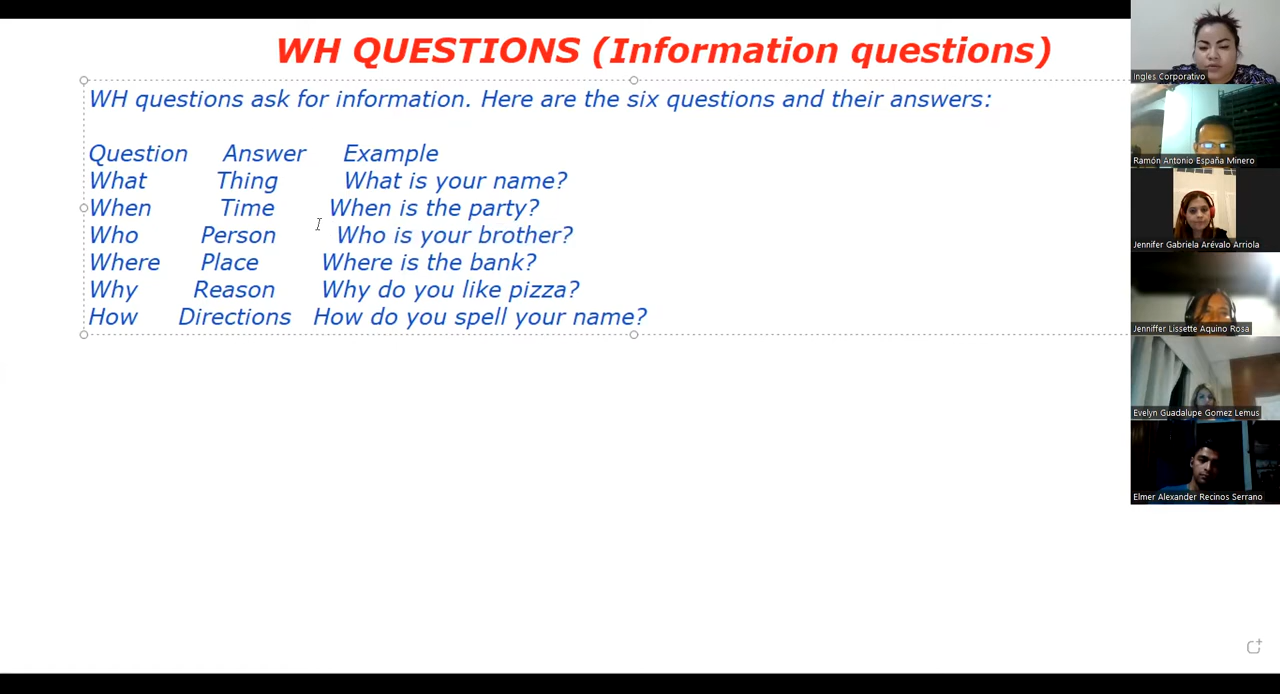 WH QUESTIONS (Information questions)
WH questions ask for information. Here are the six questions and their answers:
Question Answer Example
What Thing What is your name?
When Time When is the party?
Who Person Who is your brother?
Where Place Where is the bank?
Why Reason Why do you like pizza?
How Directions How do you spell your name?
Ingles Corporativo
Ramón Antonio España Minero
Jennifer Gabriela Arévalo Arriola
Jenniffer Lissette Aquino Rosa
Evelyn Guadalupe Gomez Lemus
Elmer Alexander Recinos Serrano